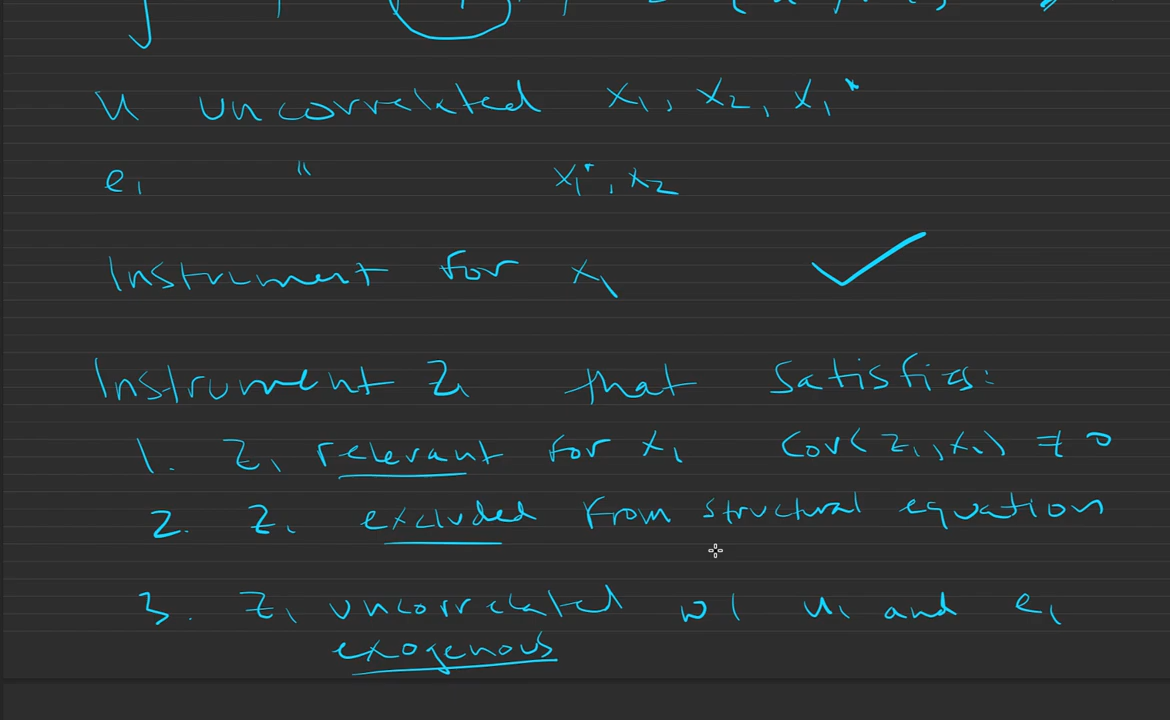 u uncorrelated x₁, x₂, x₁*
e₁ " x₁*, x₂
Instrument for x₁ ✓
Instrument Z₁ that satisfies:
1. Z₁ relevant for x₁ Cov(Z₁, x₁) ≠ 0
2. Z₁ excluded from structural equation
3. Z₁ uncorrelated w/ u, and e₁
exogenous